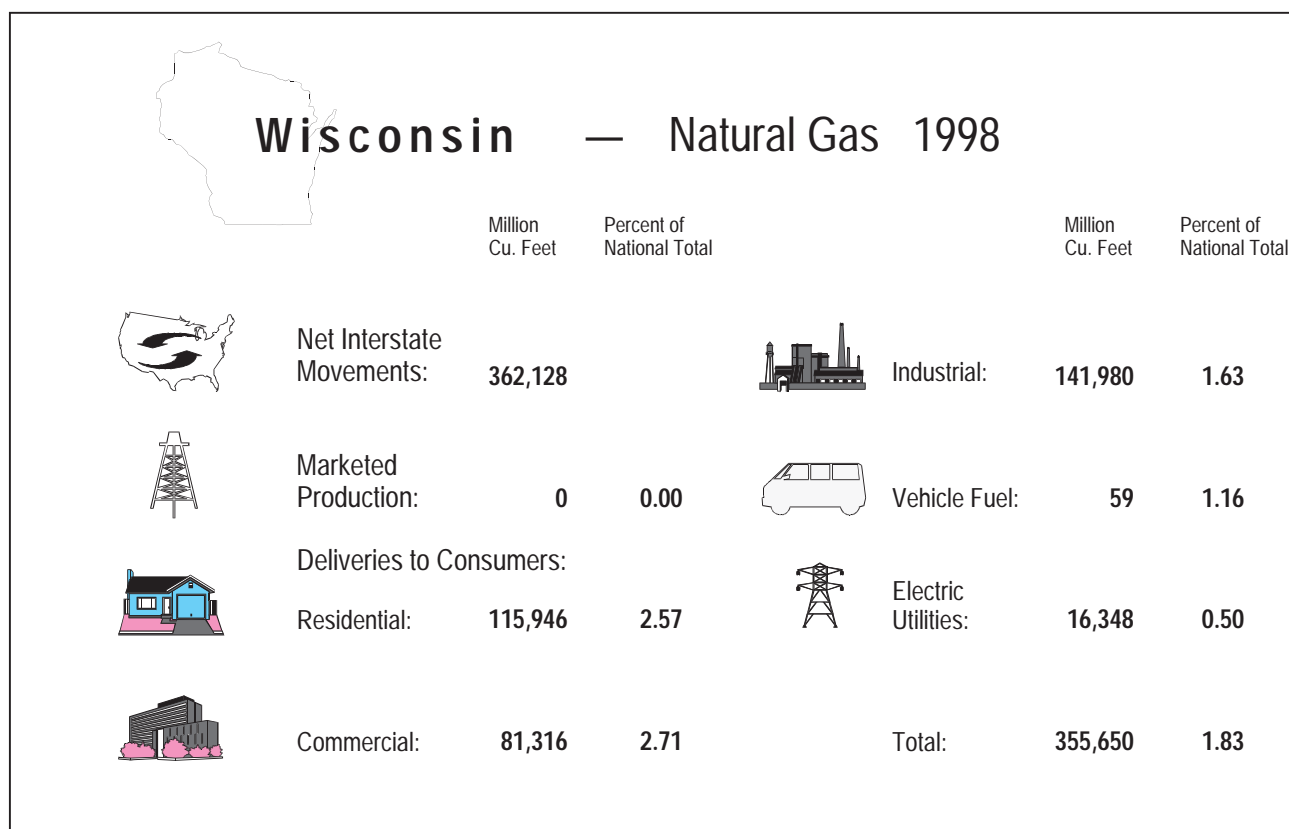 Wisconsin — Natural Gas 1998
Million
Cu. Feet
Percent of
National Total
Million
Cu. Feet
Percent of
National Total
Net Interstate
Movements: 362,128
Industrial: 141,980 1.63
Marketed
Production: 0 0.00
Vehicle Fuel: 59 1.16
Deliveries to Consumers:
Residential: 115,946 2.57
Electric
Utilities: 16,348 0.50
Commercial: 81,316 2.71
Total: 355,650 1.83